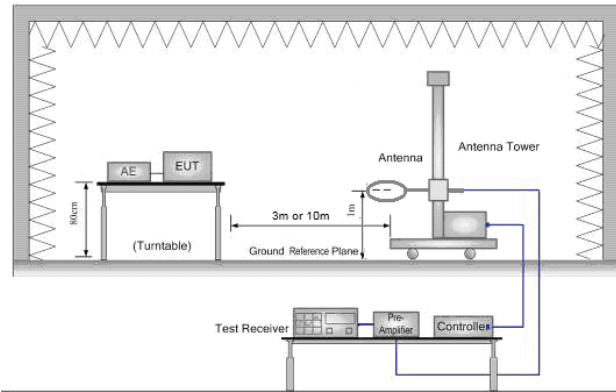 AE
EUT
80cm
(Turntable)
3m or 10m
Ground Reference Plane
Antenna
Antenna Tower
1m
Test Receiver
Pre-
Amplifier
Controller